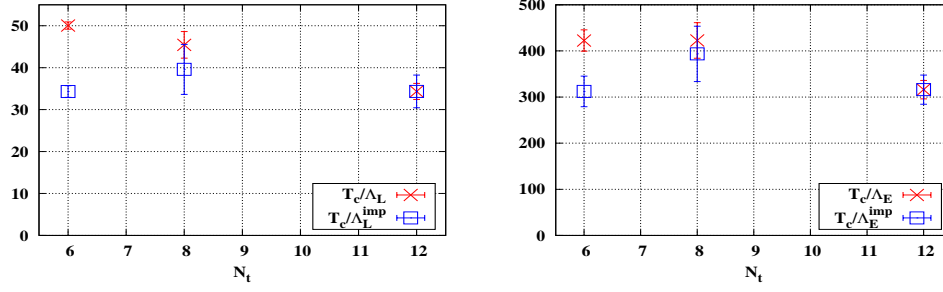 50
40
30
20
10
0
T_c/Λ_L
T_c/Λ_L^imp
6 7 8 9 10 11 12
N_t
500
400
300
200
100
0
T_c/Λ_E
T_c/Λ_E^imp
6 7 8 9 10 11 12
N_t